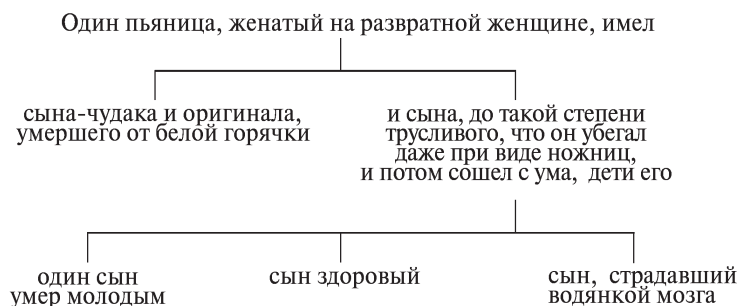 Один пьяница, женатый на развратной женщине, имел
сына-чудака и оригинала,
умершего от белой горячки
и сына, до такой степени
трусливого, что он убегал
даже при виде ножниц,
и потом сошел с ума, дети его
один сын
умер молодым
сын здоровый
сын, страдавший
водянкой мозга